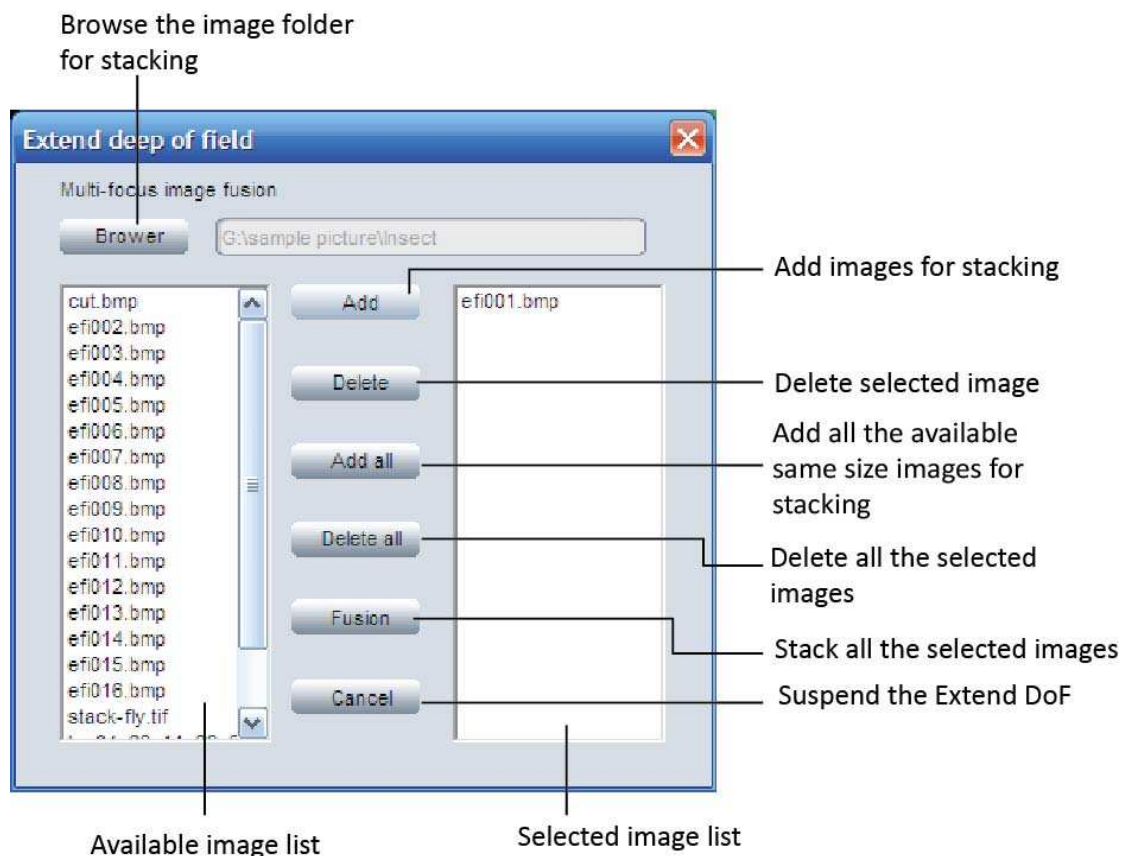 Browse the image folder
for stacking
Extend deep of field
Multi-focus image fusion
Brower
G:\sample picture\Insect
cut.bmp
efi002.bmp
efi003.bmp
efi004.bmp
efi005.bmp
efi006.bmp
efi007.bmp
efi008.bmp
efi009.bmp
efi010.bmp
efi011.bmp
efi012.bmp
efi013.bmp
efi014.bmp
efi015.bmp
efi016.bmp
stack-fly.tif
Add
Delete
Add all
Delete all
Fusion
Cancel
efi001.bmp
Add images for stacking
Delete selected image
Add all the available
same size images for
stacking
Delete all the selected
images
Stack all the selected images
Suspend the Extend DoF
Available image list
Selected image list